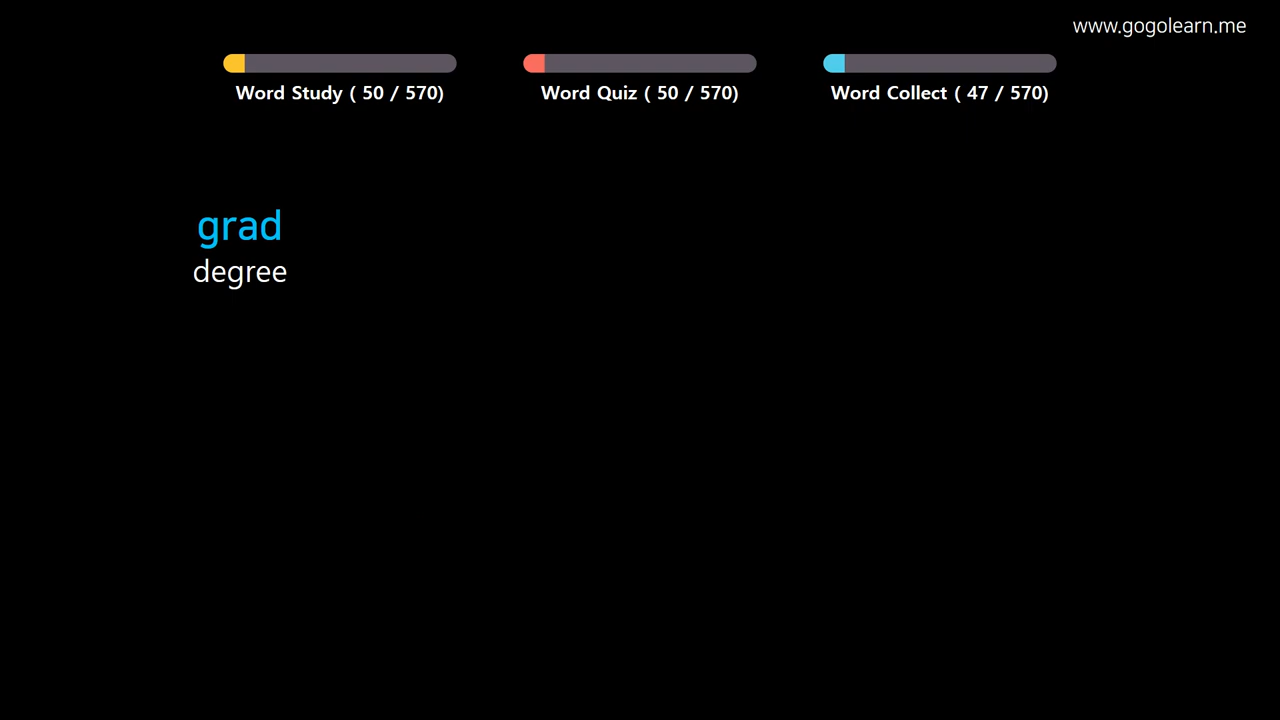 www.gogolearn.me
Word Study ( 50 / 570)
Word Quiz ( 50 / 570)
Word Collect ( 47 / 570)
grad
degree